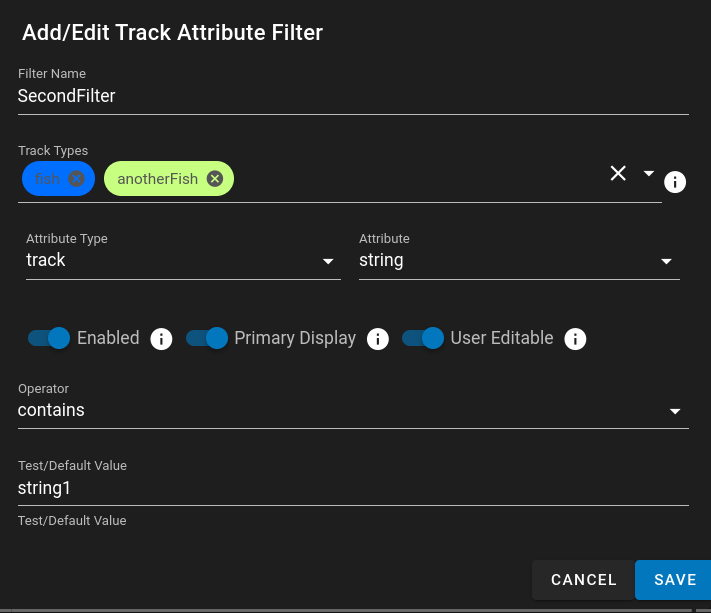 Add/Edit Track Attribute Filter
Filter Name
SecondFilter
Track Types
fish anotherFish
Attribute Type Attribute
track string
Enabled Primary Display User Editable
Operator
contains
Test/Default Value
string1
Test/Default Value
CANCEL SAVE